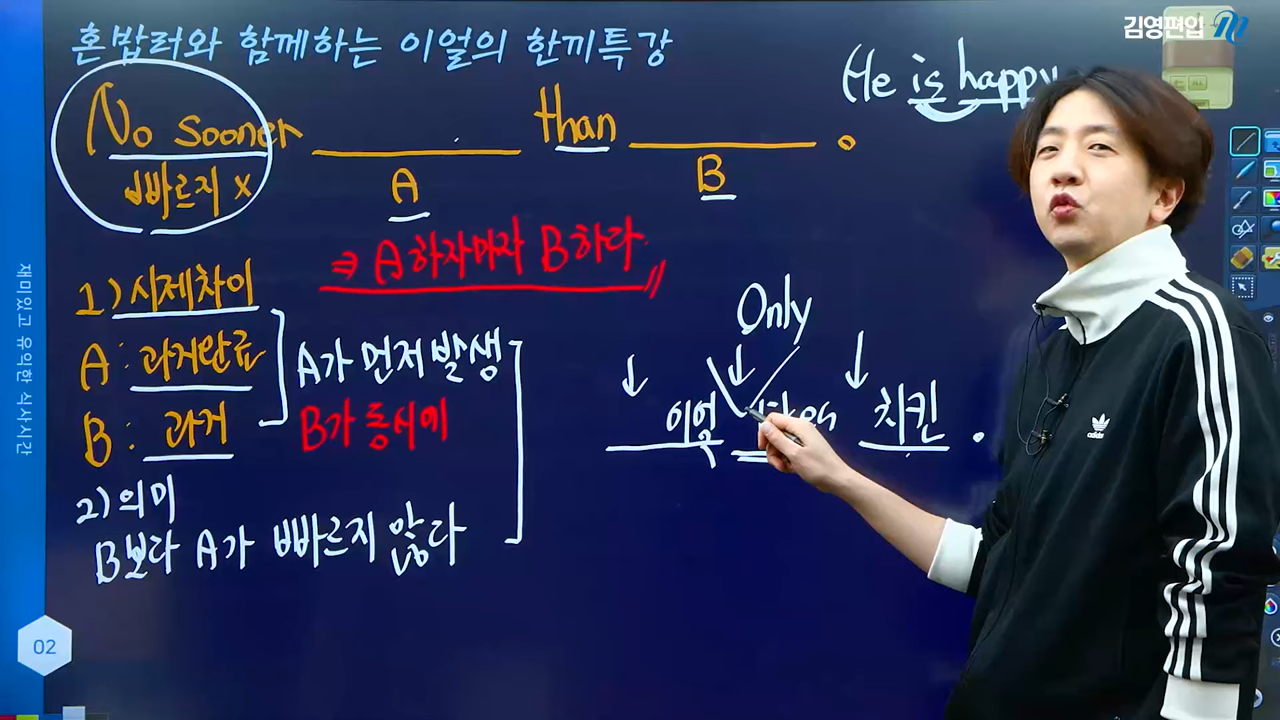 혼밥러와 함께하는 이얼의 한끼특강
김영편입
He is happy
No sooner ______ than ______ .
빠르지 x
A
B
⇒ A하자마자 B하다
1) 시제차이
A : 과거완료
B : 과거
A가 먼저 발생
B가 동시에
2) 의미
B보다 A가 빠르지 않다
Only
이얼
치킨 .
재미있고 유익한 식사시간
02
adidas